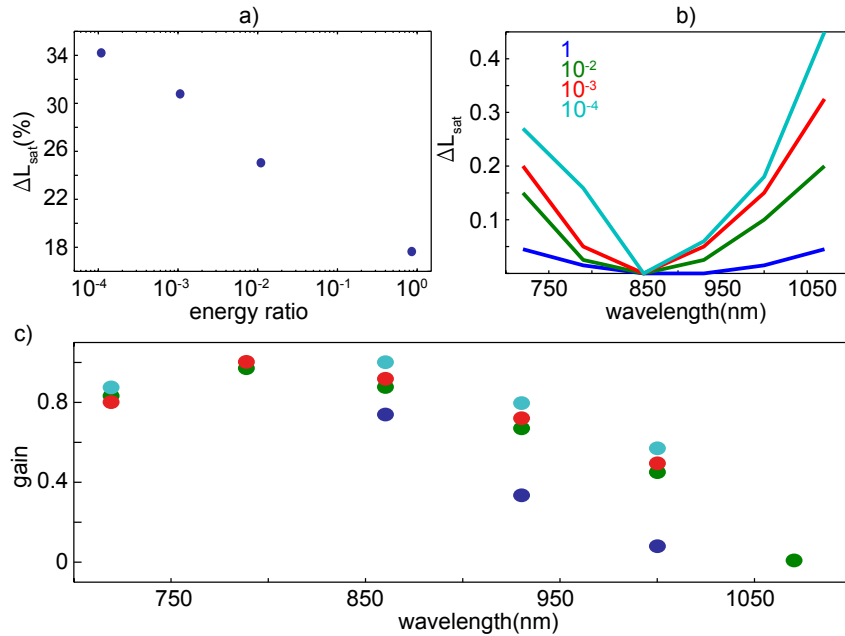 a)
34
30
26
22
18
ΔL_sat(%)
10⁻⁴ 10⁻³ 10⁻² 10⁻¹ 10⁰
energy ratio
b)
0.4
0.3
0.2
0.1
ΔL_sat
1
10⁻²
10⁻³
10⁻⁴
750 850 950 1050
wavelength(nm)
c)
0.8
0.4
0
gain
750 850 950 1050
wavelength(nm)